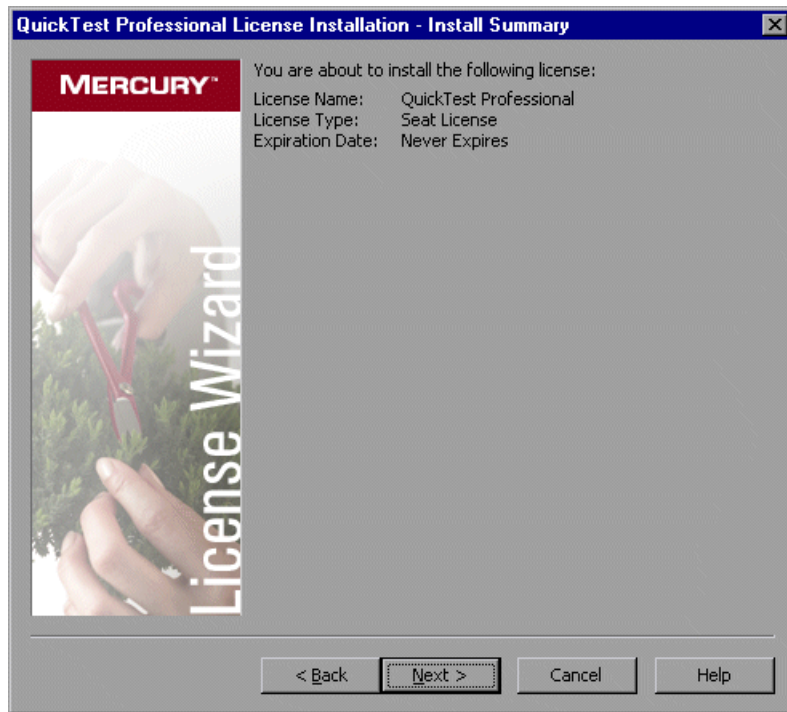 QuickTest Professional License Installation - Install Summary
MERCURY™
License Wizard
You are about to install the following license:
License Name: QuickTest Professional
License Type: Seat License
Expiration Date: Never Expires
< Back Next > Cancel Help